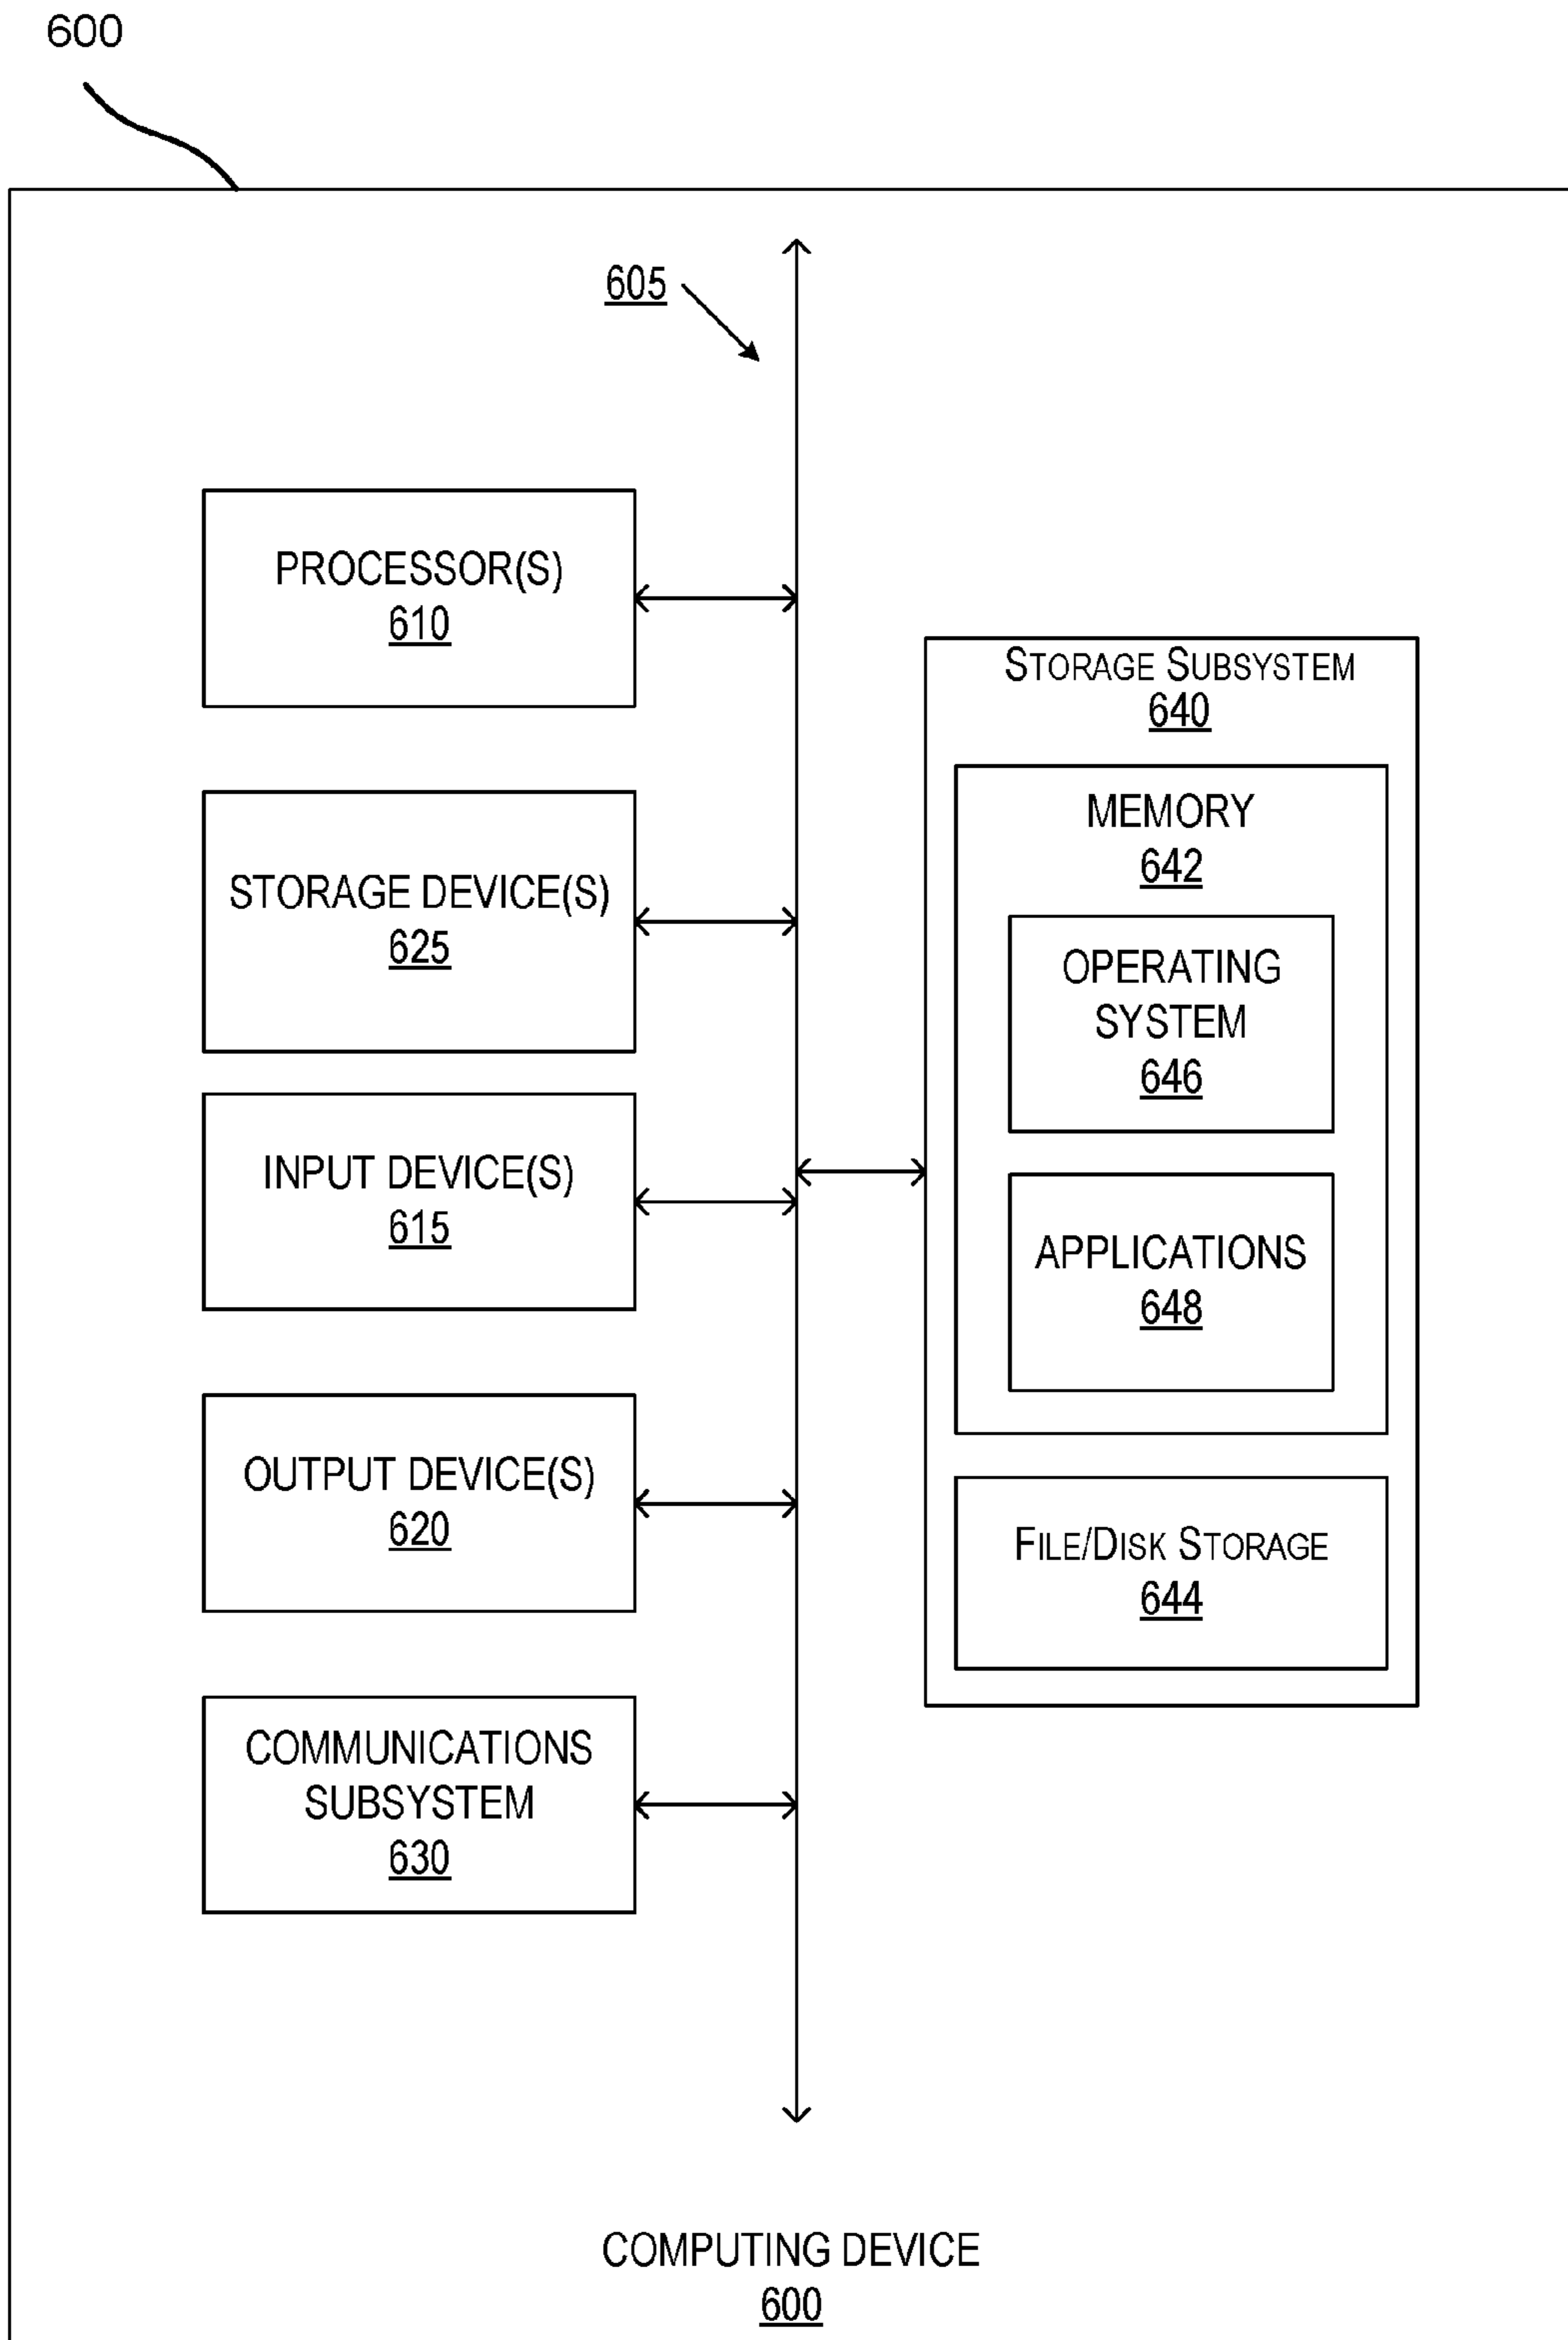 600
605
PROCESSOR(S)
610
STORAGE DEVICE(S)
625
INPUT DEVICE(S)
615
OUTPUT DEVICE(S)
620
COMMUNICATIONS
SUBSYSTEM
630
STORAGE SUBSYSTEM
640
MEMORY
642
OPERATING
SYSTEM
646
APPLICATIONS
648
FILE/DISK STORAGE
644
COMPUTING DEVICE
600